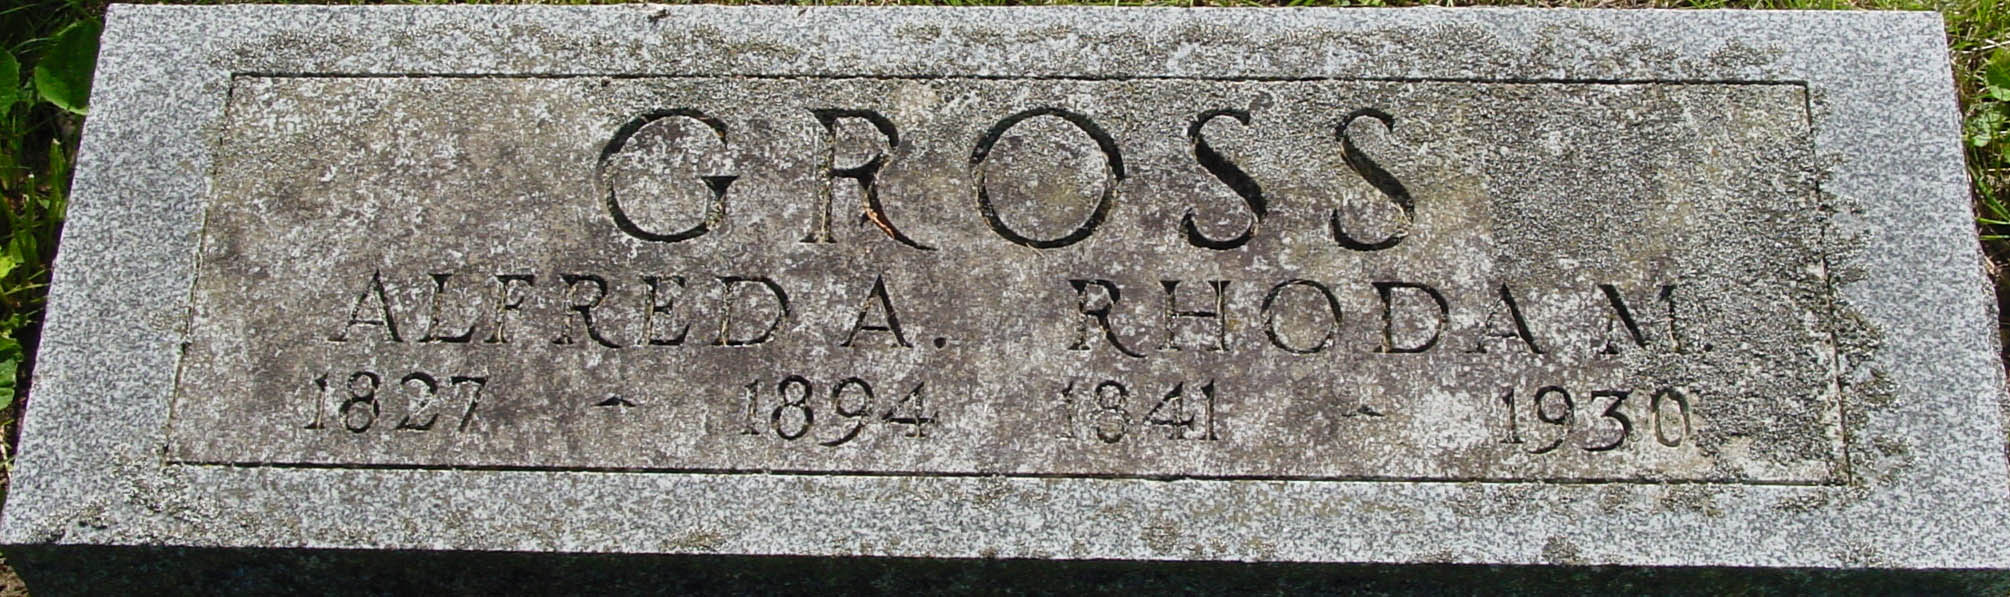 GROSS
ALFRED A. RHODA M.
1827 - 1894 1841 - 1930